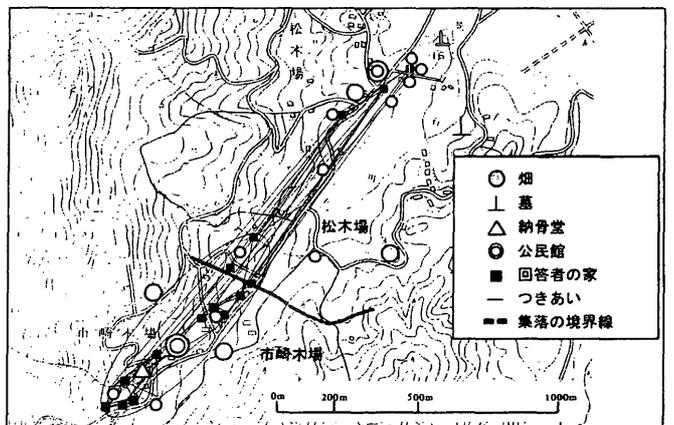 松木場
松木場
市崎木場
畑
墓
納骨堂
公民館
回答者の家
つきあい
集落の境界線
0m 200m 500m 1000m